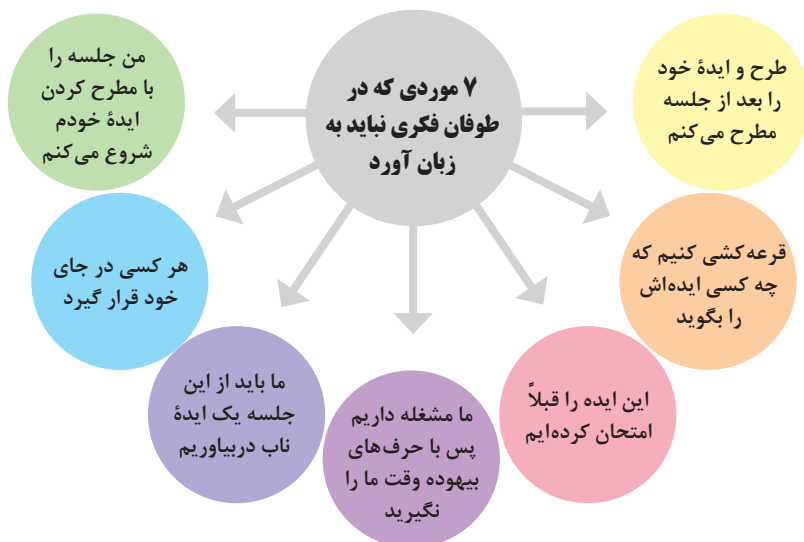 ۷ موردی که در
طوفان فکری نباید به
زبان آورد
طرح و ایدۀ خود
را بعد از جلسه
مطرح می‌کنم
قرعه‌کشی کنیم که
چه کسی ایده‌اش
را بگوید
این ایده را قبلاً
امتحان کرده‌ایم
ما مشغله داریم
پس با حرف‌های
بیهوده وقت ما را
نگیرید
ما باید از این
جلسه یک ایدۀ
ناب دربیاوریم
هر کسی در جای
خود قرار گیرد
من جلسه را
با مطرح کردن
ایدۀ خودم
شروع می‌کنم